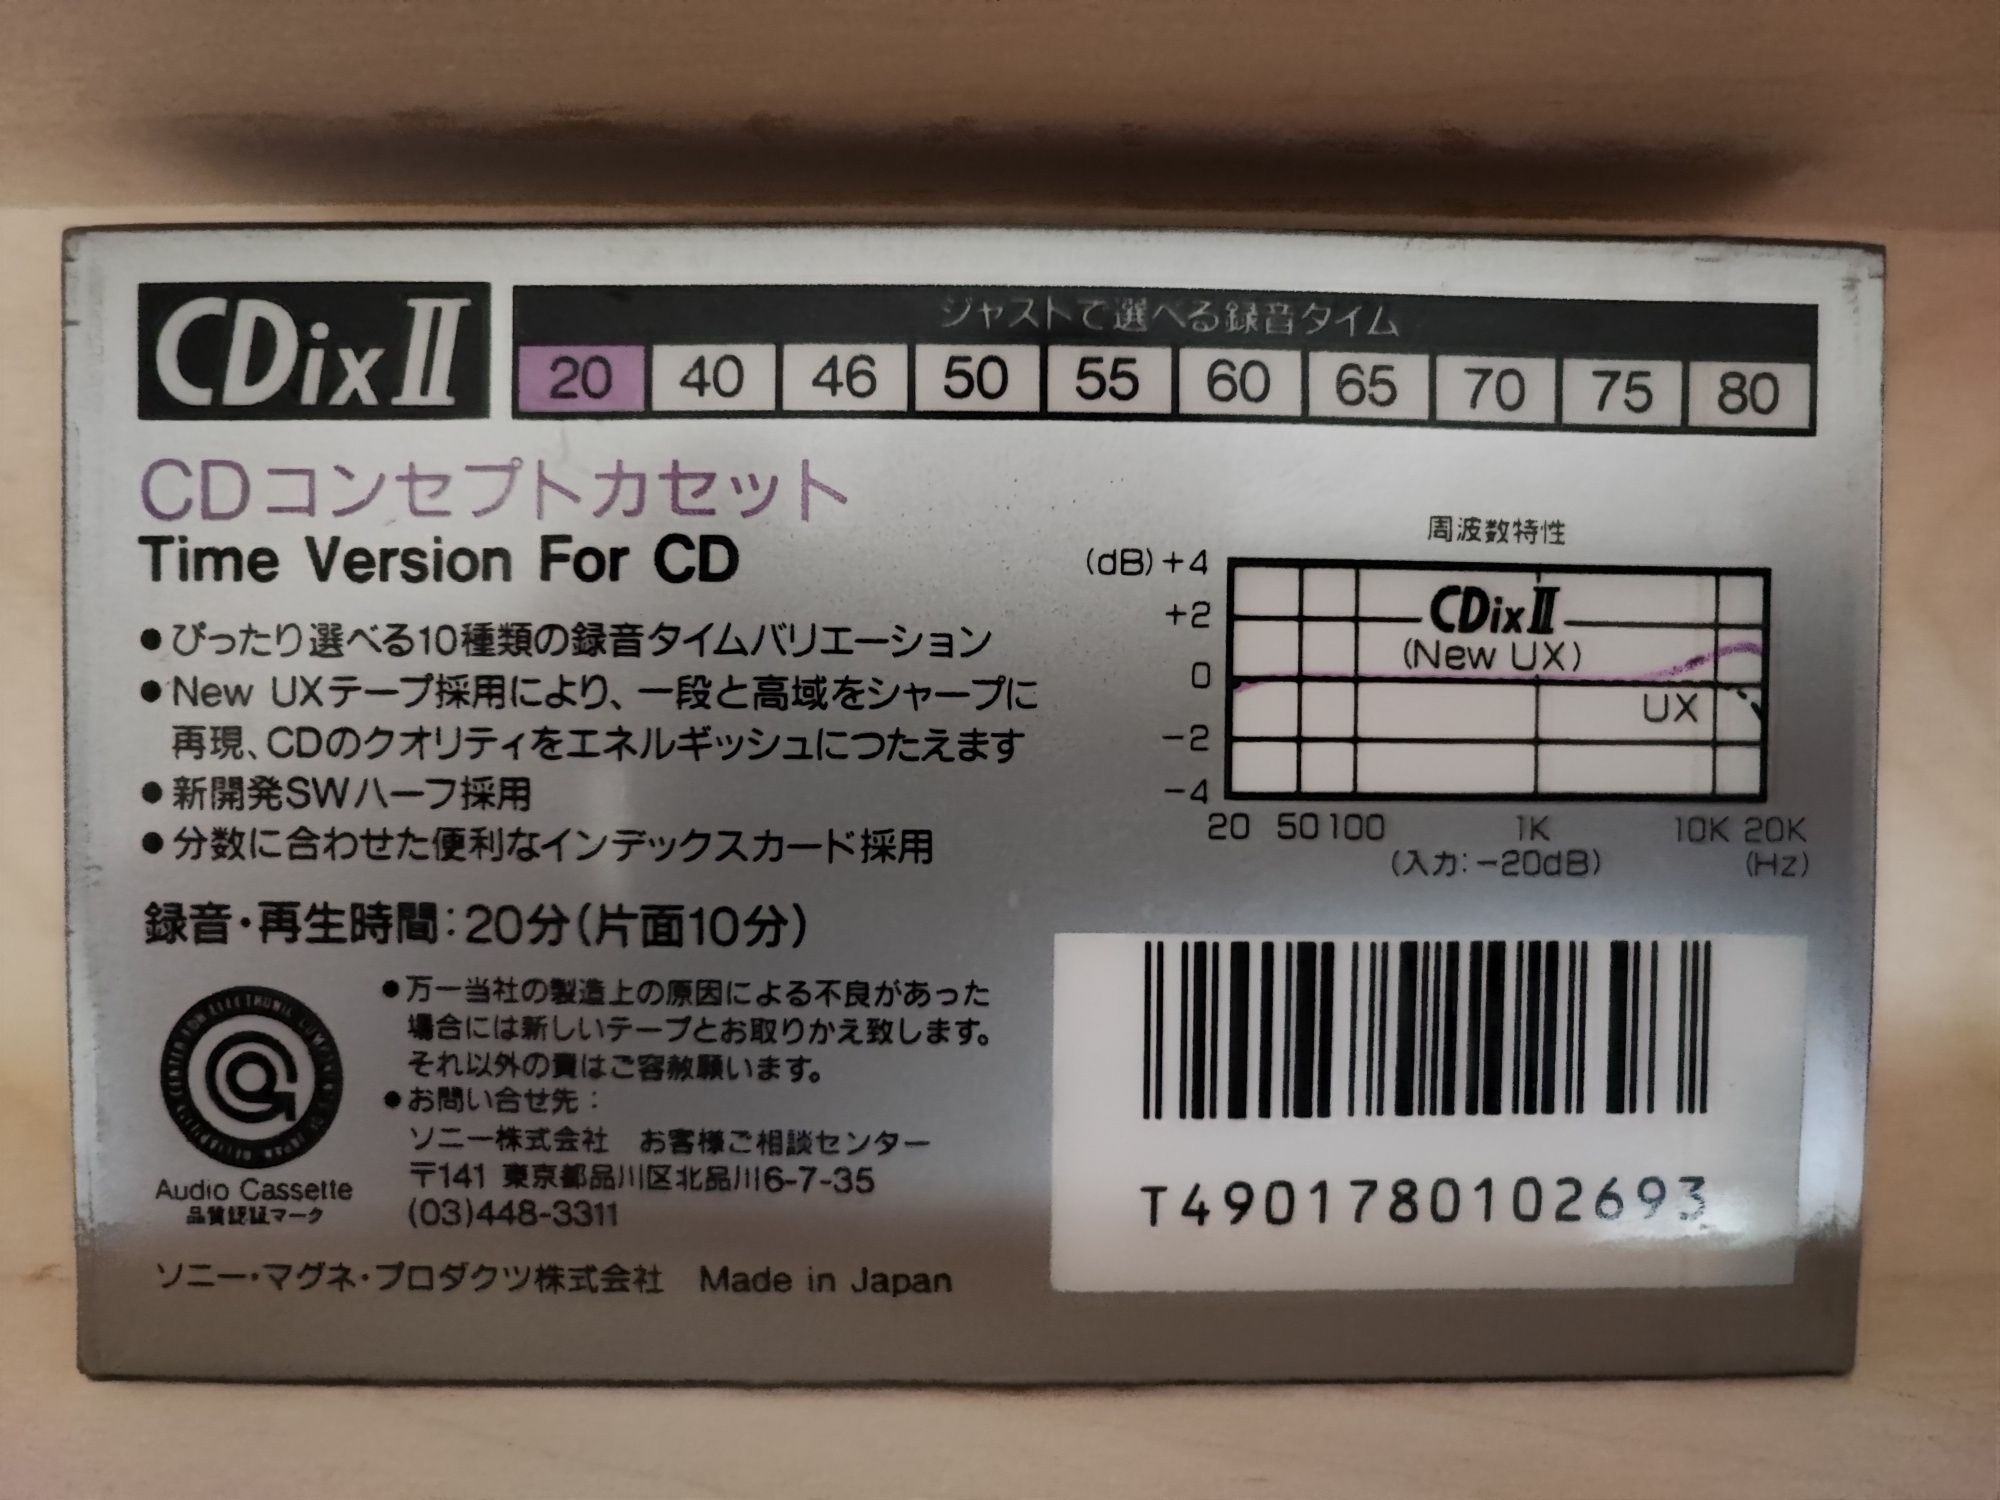 CDixⅡ
ジャストで選べる録音タイム
20 40 46 50 55 60 65 70 75 80
CDコンセプトカセット
Time Version For CD
●ぴったり選べる10種類の録音タイムバリエーション
●New UXテープ採用により、一段と高域をシャープに
再現、CDのクオリティをエネルギッシュにつたえます
●新開発SWハーフ採用
●分数に合わせた便利なインデックスカード採用
録音・再生時間:20分(片面10分)
周波数特性
(dB)+4
+2
0
-2
-4
CDixⅡ
(New UX)
UX
20 50 100 1K 10K 20K
(入力:-20dB) (Hz)
●万一当社の製造上の原因による不良があった
場合には新しいテープとお取りかえ致します。
それ以外の責はご容赦願います。
●お問い合せ先:
ソニー株式会社 お客様ご相談センター
〒141 東京都品川区北品川6-7-35
(03)448-3311
Audio Cassette
品質認証マーク
T4901780102693
ソニー・マグネ・プロダクツ株式会社 Made in Japan